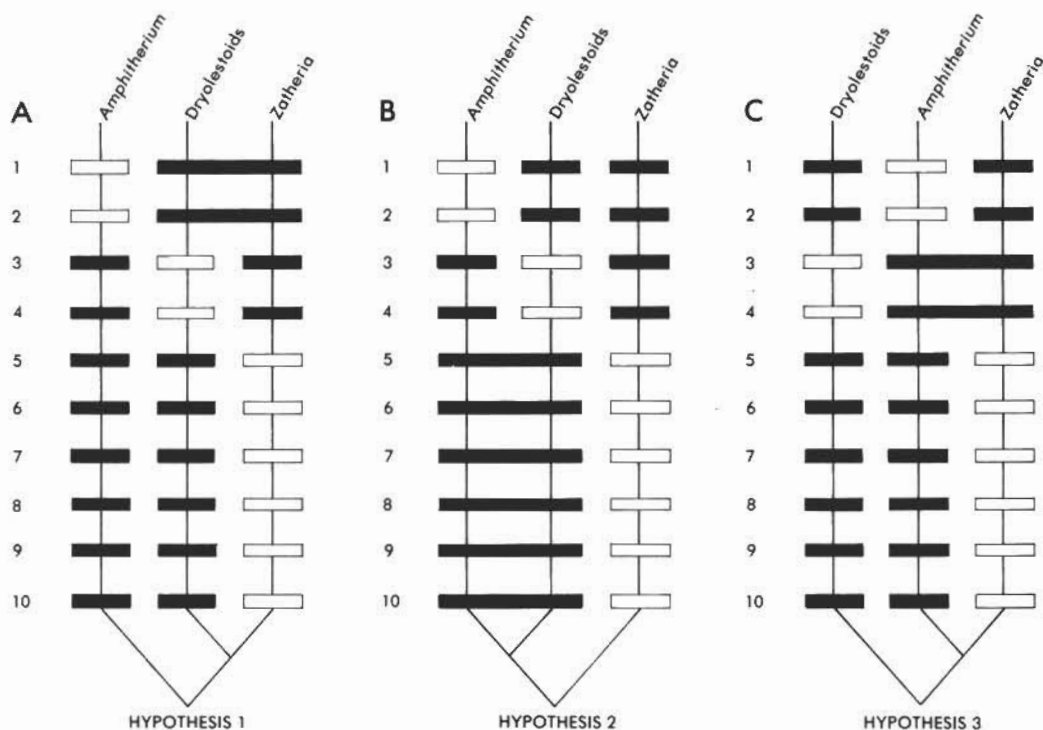 A
Amphitherium
Dryolestoids
Zatheria
1
2
3
4
5
6
7
8
9
10
HYPOTHESIS 1
B
Amphitherium
Dryolestoids
Zatheria
1
2
3
4
5
6
7
8
9
10
HYPOTHESIS 2
C
Dryolestoids
Amphitherium
Zatheria
1
2
3
4
5
6
7
8
9
10
HYPOTHESIS 3